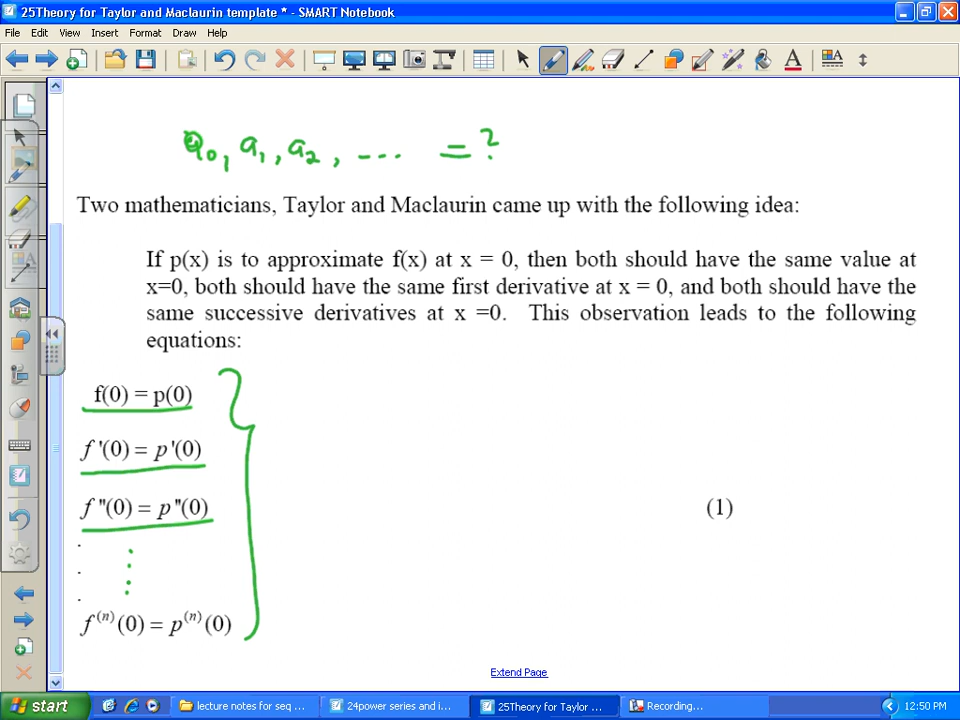 25Theory for Taylor and Maclaurin template * - SMART Notebook
File Edit View Insert Format Draw Help
a0, a1, a2, ... = ?
Two mathematicians, Taylor and Maclaurin came up with the following idea:
If p(x) is to approximate f(x) at x = 0, then both should have the same value at
x=0, both should have the same first derivative at x = 0, and both should have the
same successive derivatives at x =0. This observation leads to the following
equations:
f(0) = p(0)
f '(0) = p '(0)
f ''(0) = p ''(0)
(1)
.
.
.
f^(n)(0) = p^(n)(0)
Extend Page
start lecture notes for seq ... 24power series and i... 25Theory for Taylor ... Recording... 12:50 PM